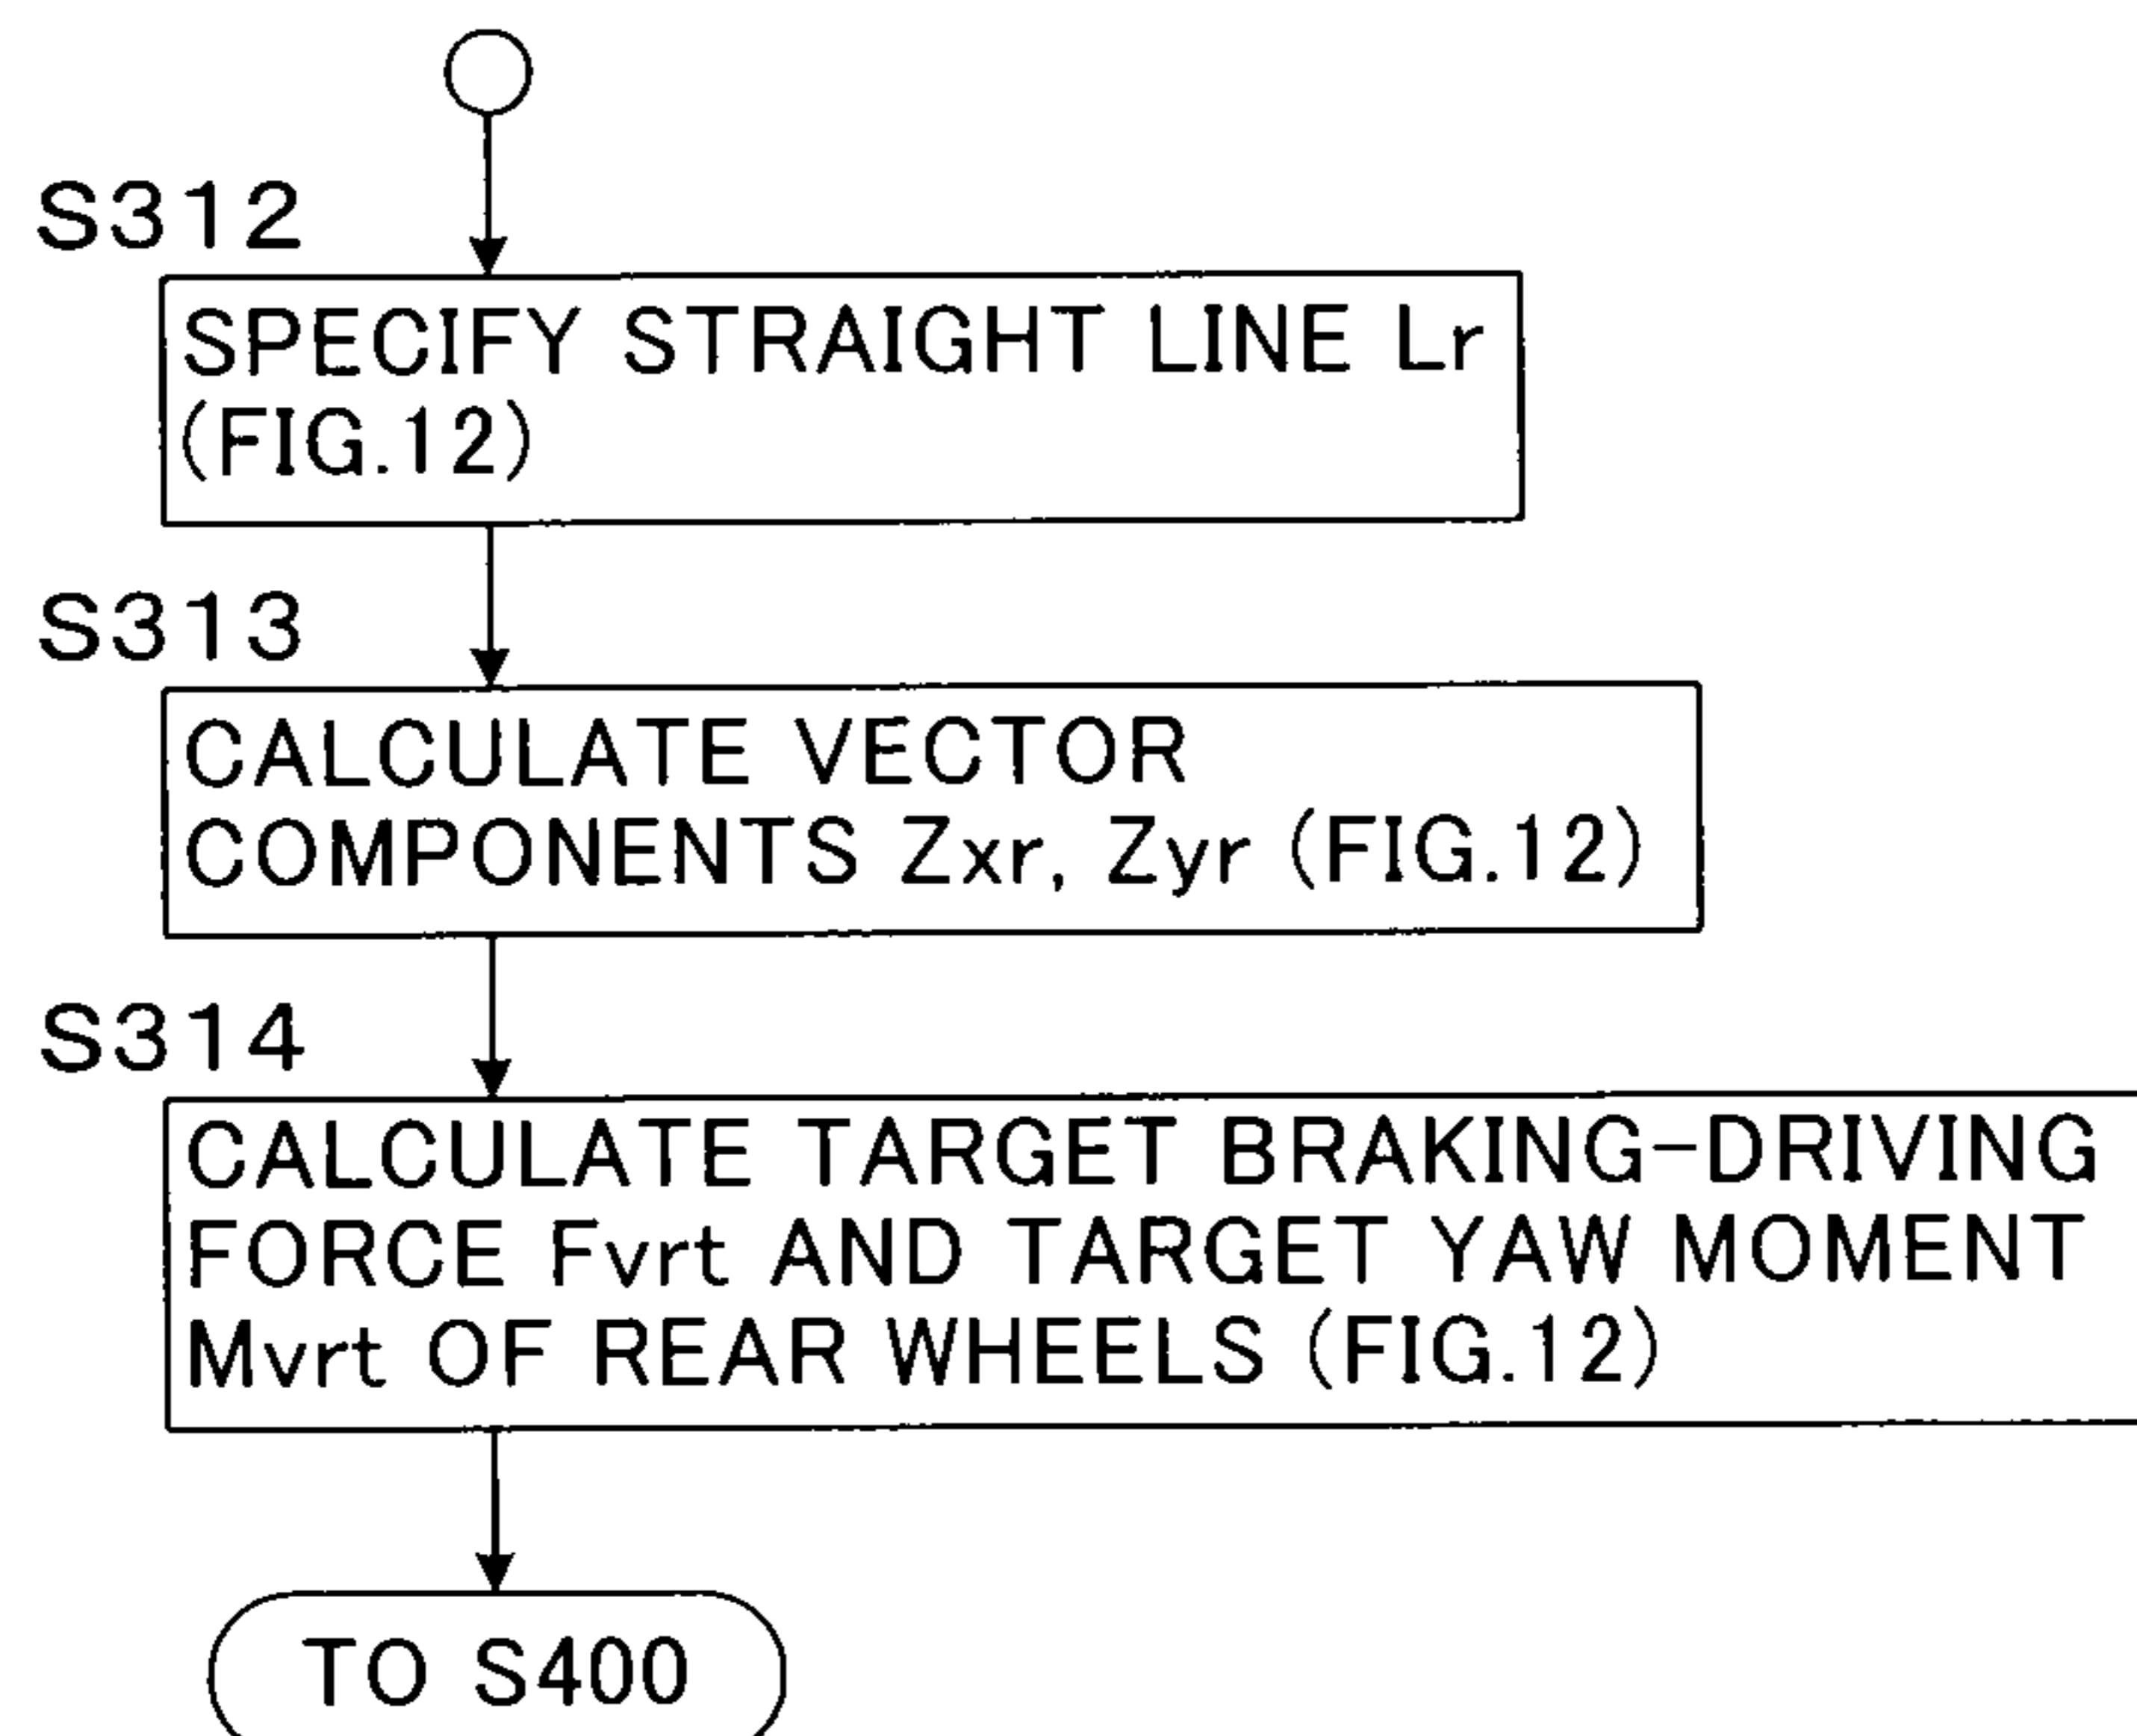 S312
SPECIFY STRAIGHT LINE Lr
(FIG.12)
S313
CALCULATE VECTOR
COMPONENTS Zxr, Zyr (FIG.12)
S314
CALCULATE TARGET BRAKING-DRIVING
FORCE Fvrt AND TARGET YAW MOMENT
Mvrt OF REAR WHEELS (FIG.12)
TO S400